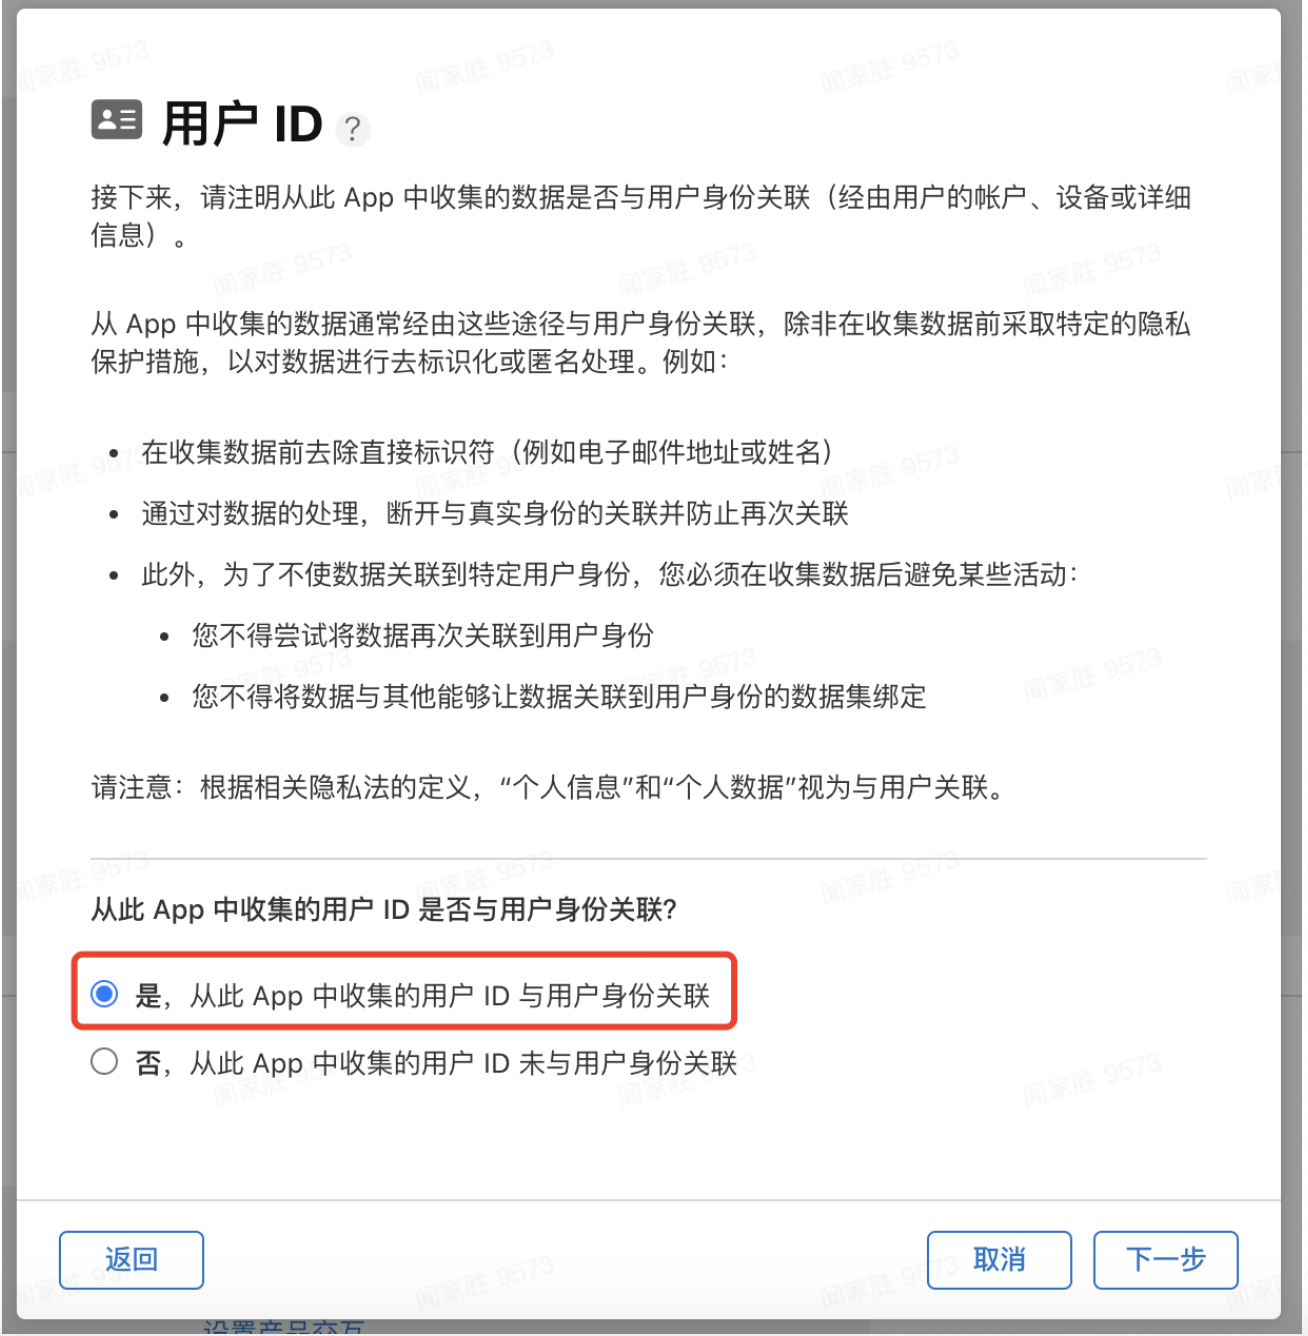 用户 ID ?
接下来，请注明从此 App 中收集的数据是否与用户身份关联（经由用户的帐户、设备或详细
信息）。
从 App 中收集的数据通常经由这些途径与用户身份关联，除非在收集数据前采取特定的隐私
保护措施，以对数据进行去标识化或匿名处理。例如：
• 在收集数据前去除直接标识符（例如电子邮件地址或姓名）
• 通过对数据的处理，断开与真实身份的关联并防止再次关联
• 此外，为了不使数据关联到特定用户身份，您必须在收集数据后避免某些活动：
• 您不得尝试将数据再次关联到用户身份
• 您不得将数据与其他能够让数据关联到用户身份的数据集绑定
请注意：根据相关隐私法的定义，“个人信息”和“个人数据”视为与用户关联。
从此 App 中收集的用户 ID 是否与用户身份关联？
是，从此 App 中收集的用户 ID 与用户身份关联
否，从此 App 中收集的用户 ID 未与用户身份关联
返回
取消
下一步
设置产品交互
闻家胜 9573